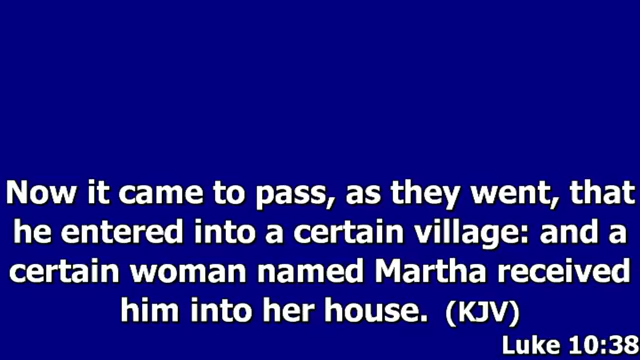 Now it came to pass, as they went, that
he entered into a certain village: and a
certain woman named Martha received
him into her house. (KJV)
Luke 10:38